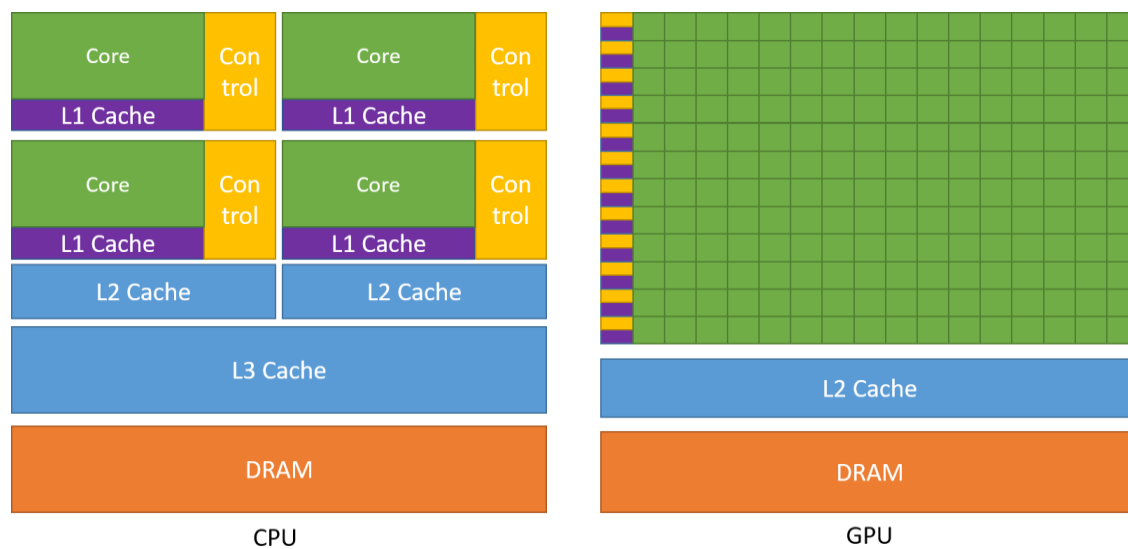 Core
Con
trol
Core
Con
trol
L1 Cache
L1 Cache
Core
Con
trol
Core
Con
trol
L1 Cache
L1 Cache
L2 Cache
L2 Cache
L3 Cache
DRAM
CPU
L2 Cache
DRAM
GPU